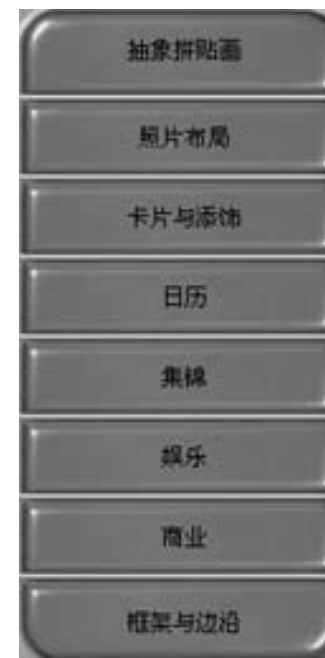 抽象拼贴画
照片布局
卡片与添饰
日历
集锦
娱乐
商业
框架与边沿